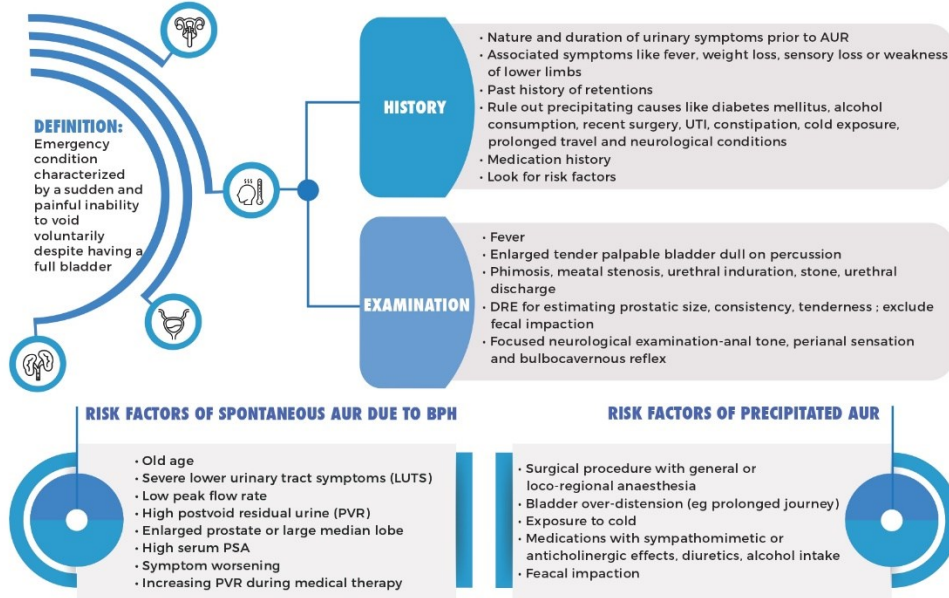 DEFINITION:
Emergency
condition
characterized
by a sudden and
painful inability
to void
voluntarily
despite having a
full bladder
HISTORY
• Nature and duration of urinary symptoms prior to AUR
• Associated symptoms like fever, weight loss, sensory loss or weakness
of lower limbs
• Past history of retentions
• Rule out precipitating causes like diabetes mellitus, alcohol
consumption, recent surgery, UTI, constipation, cold exposure,
prolonged travel and neurological conditions
• Medication history
• Look for risk factors
EXAMINATION
• Fever
• Enlarged tender palpable bladder dull on percussion
• Phimosis, meatal stenosis, urethral induration, stone, urethral
discharge
• DRE for estimating prostatic size, consistency, tenderness ; exclude
fecal impaction
• Focused neurological examination-anal tone, perianal sensation
and bulbocavernous reflex
RISK FACTORS OF SPONTANEOUS AUR DUE TO BPH
• Old age
• Severe lower urinary tract symptoms (LUTS)
• Low peak flow rate
• High postvoid residual urine (PVR)
• Enlarged prostate or large median lobe
• High serum PSA
• Symptom worsening
• Increasing PVR during medical therapy
RISK FACTORS OF PRECIPITATED AUR
• Surgical procedure with general or
loco-regional anaesthesia
• Bladder over-distension (eg prolonged journey)
• Exposure to cold
• Medications with sympathomimetic or
anticholinergic effects, diuretics, alcohol intake
• Feacal impaction